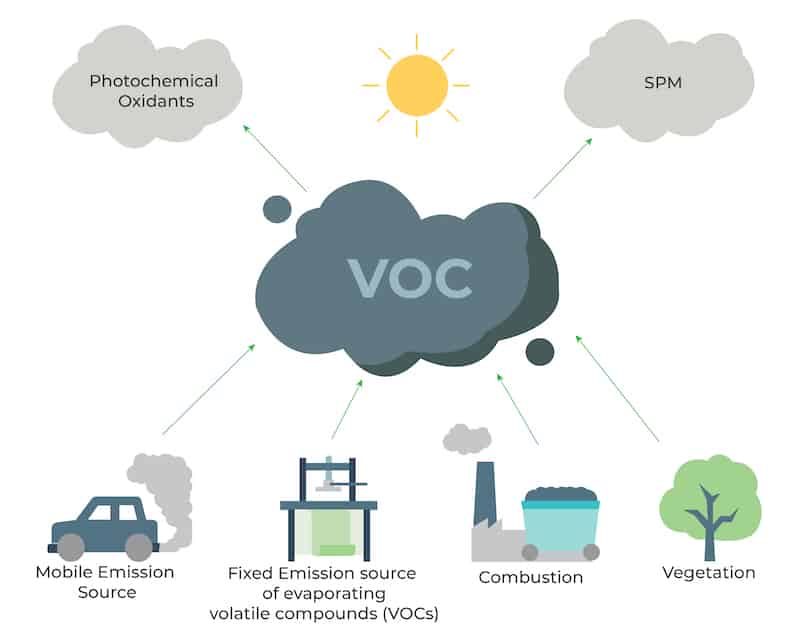 Photochemical
Oxidants
SPM
VOC
Mobile Emission
Source
Fixed Emission source
of evaporating
volatile compounds (VOCs)
Combustion
Vegetation